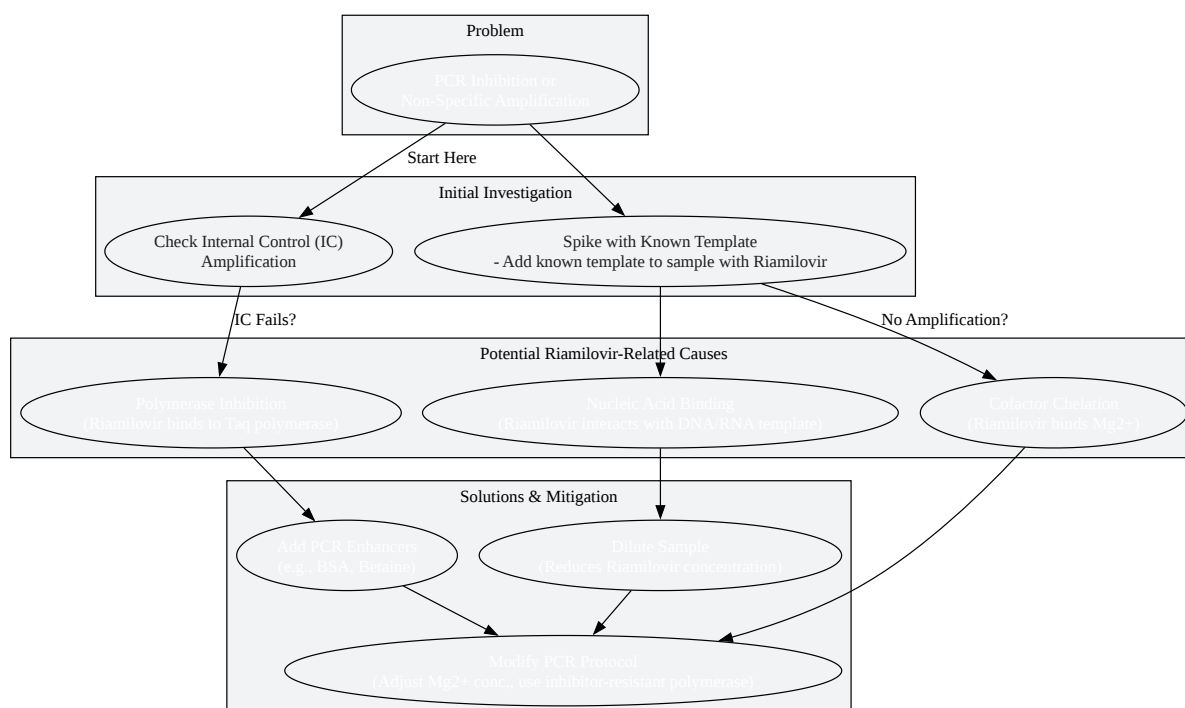 Problem
PCR Inhibition or
Non-Specific Amplification
Start Here
Initial Investigation
Check Internal Control (IC)
Amplification
Spike with Known Template
- Add known template to sample with Riamilovir
IC Fails?
No Amplification?
Potential Riamilovir-Related Causes
Polymerase Inhibition
(Riamilovir binds to Taq polymerase)
Nucleic Acid Binding
(Riamilovir interacts with DNA/RNA template)
Cofactor Chelation
(Riamilovir binds Mg2+)
Solutions & Mitigation
Add PCR Enhancers
(e.g., BSA, Betaine)
Dilute Sample
(Reduces Riamilovir concentration)
Modify PCR Protocol
(Adjust Mg2+ conc., use inhibitor-resistant polymerase)